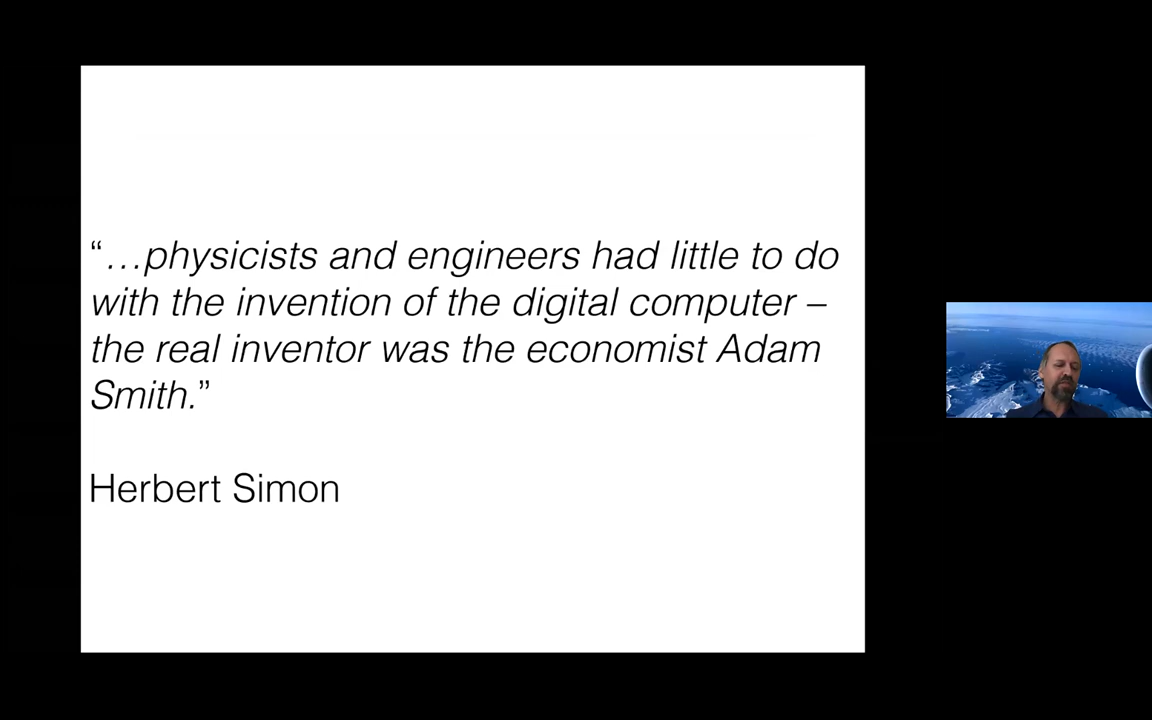 “…physicists and engineers had little to do
with the invention of the digital computer –
the real inventor was the economist Adam
Smith.”
Herbert Simon